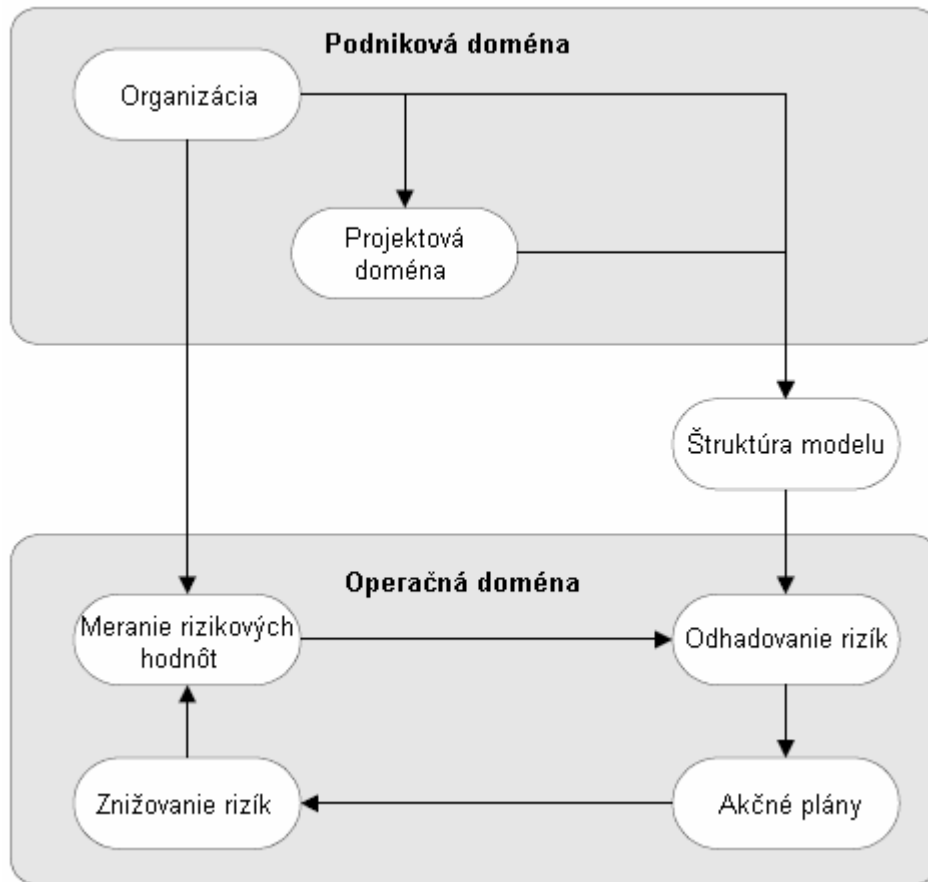 Podniková doména
Organizácia
Projektová
doména
Štruktúra modelu
Operačná doména
Meranie rizikových
hodnôt
Odhadovanie rizík
Znižovanie rizík
Akčné plány